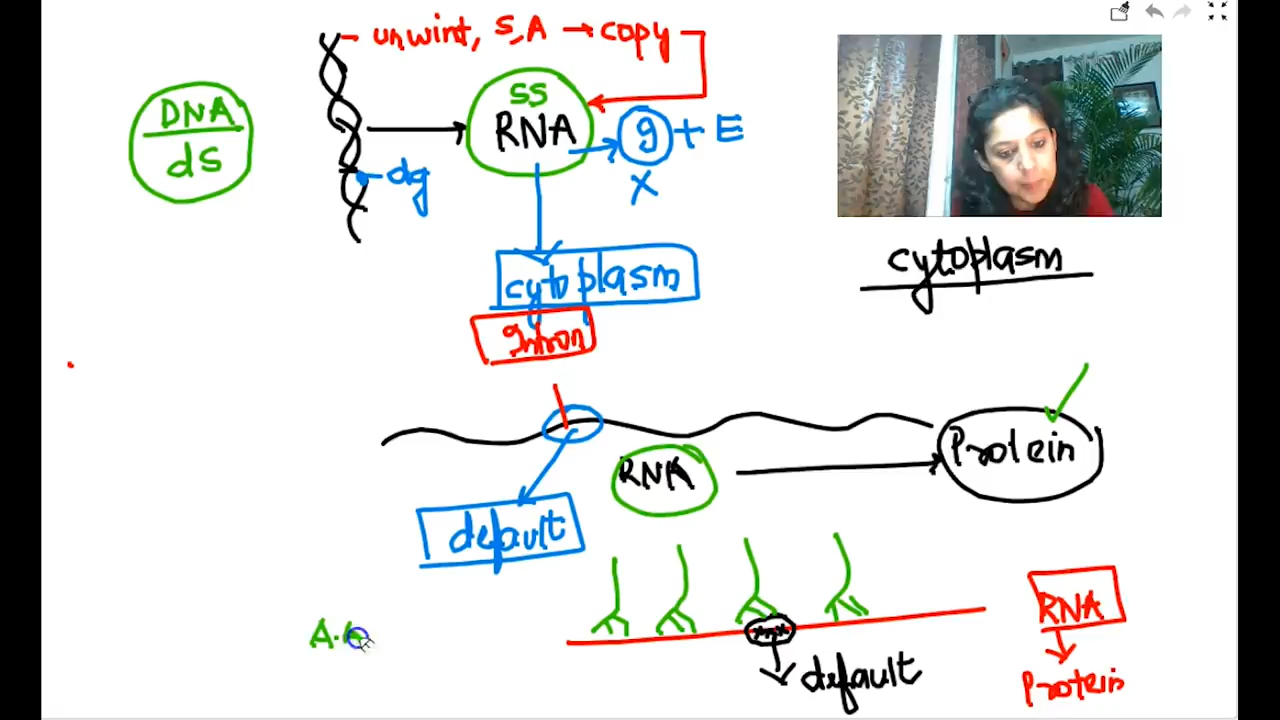 unwint, S,A → copy
DNA
ds
SS
RNA
g + E
x
dg
cytoplasm
cytoplasm
Intron
RNA
Protein
default
RNA
A.A
default
Protein